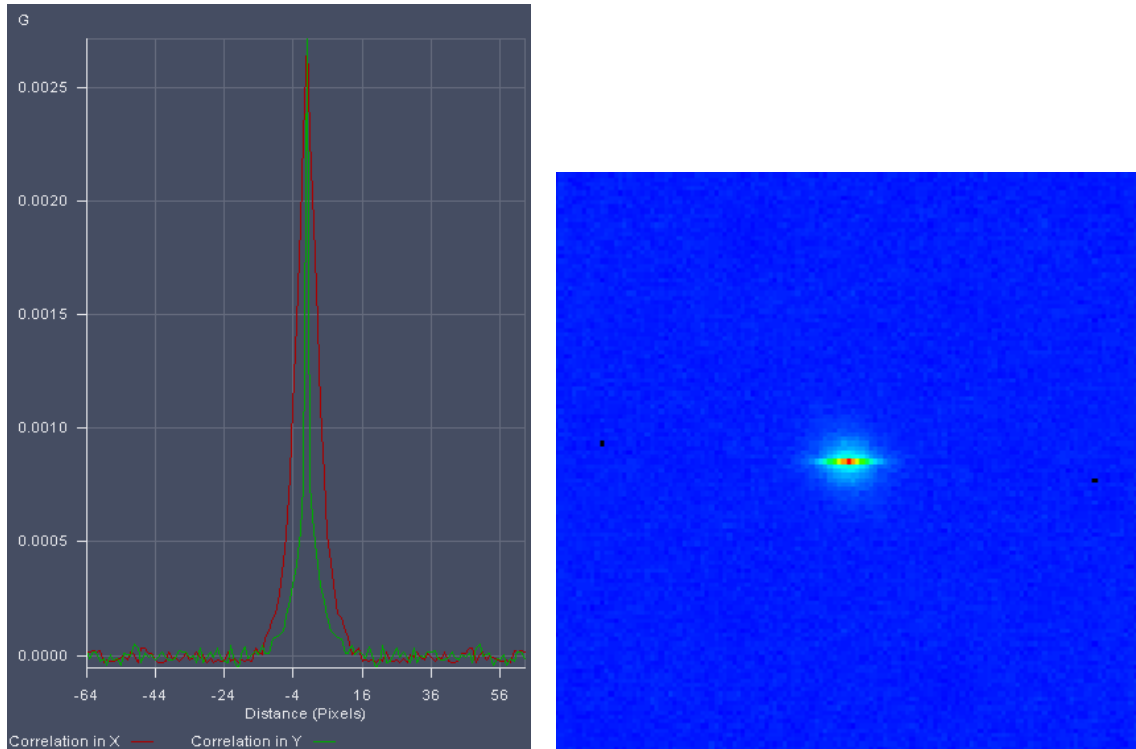 G
0.0025
0.0020
0.0015
0.0010
0.0005
0.0000
-64 -44 -24 -4 16 36 56
Distance (Pixels)
Correlation in X Correlation in Y